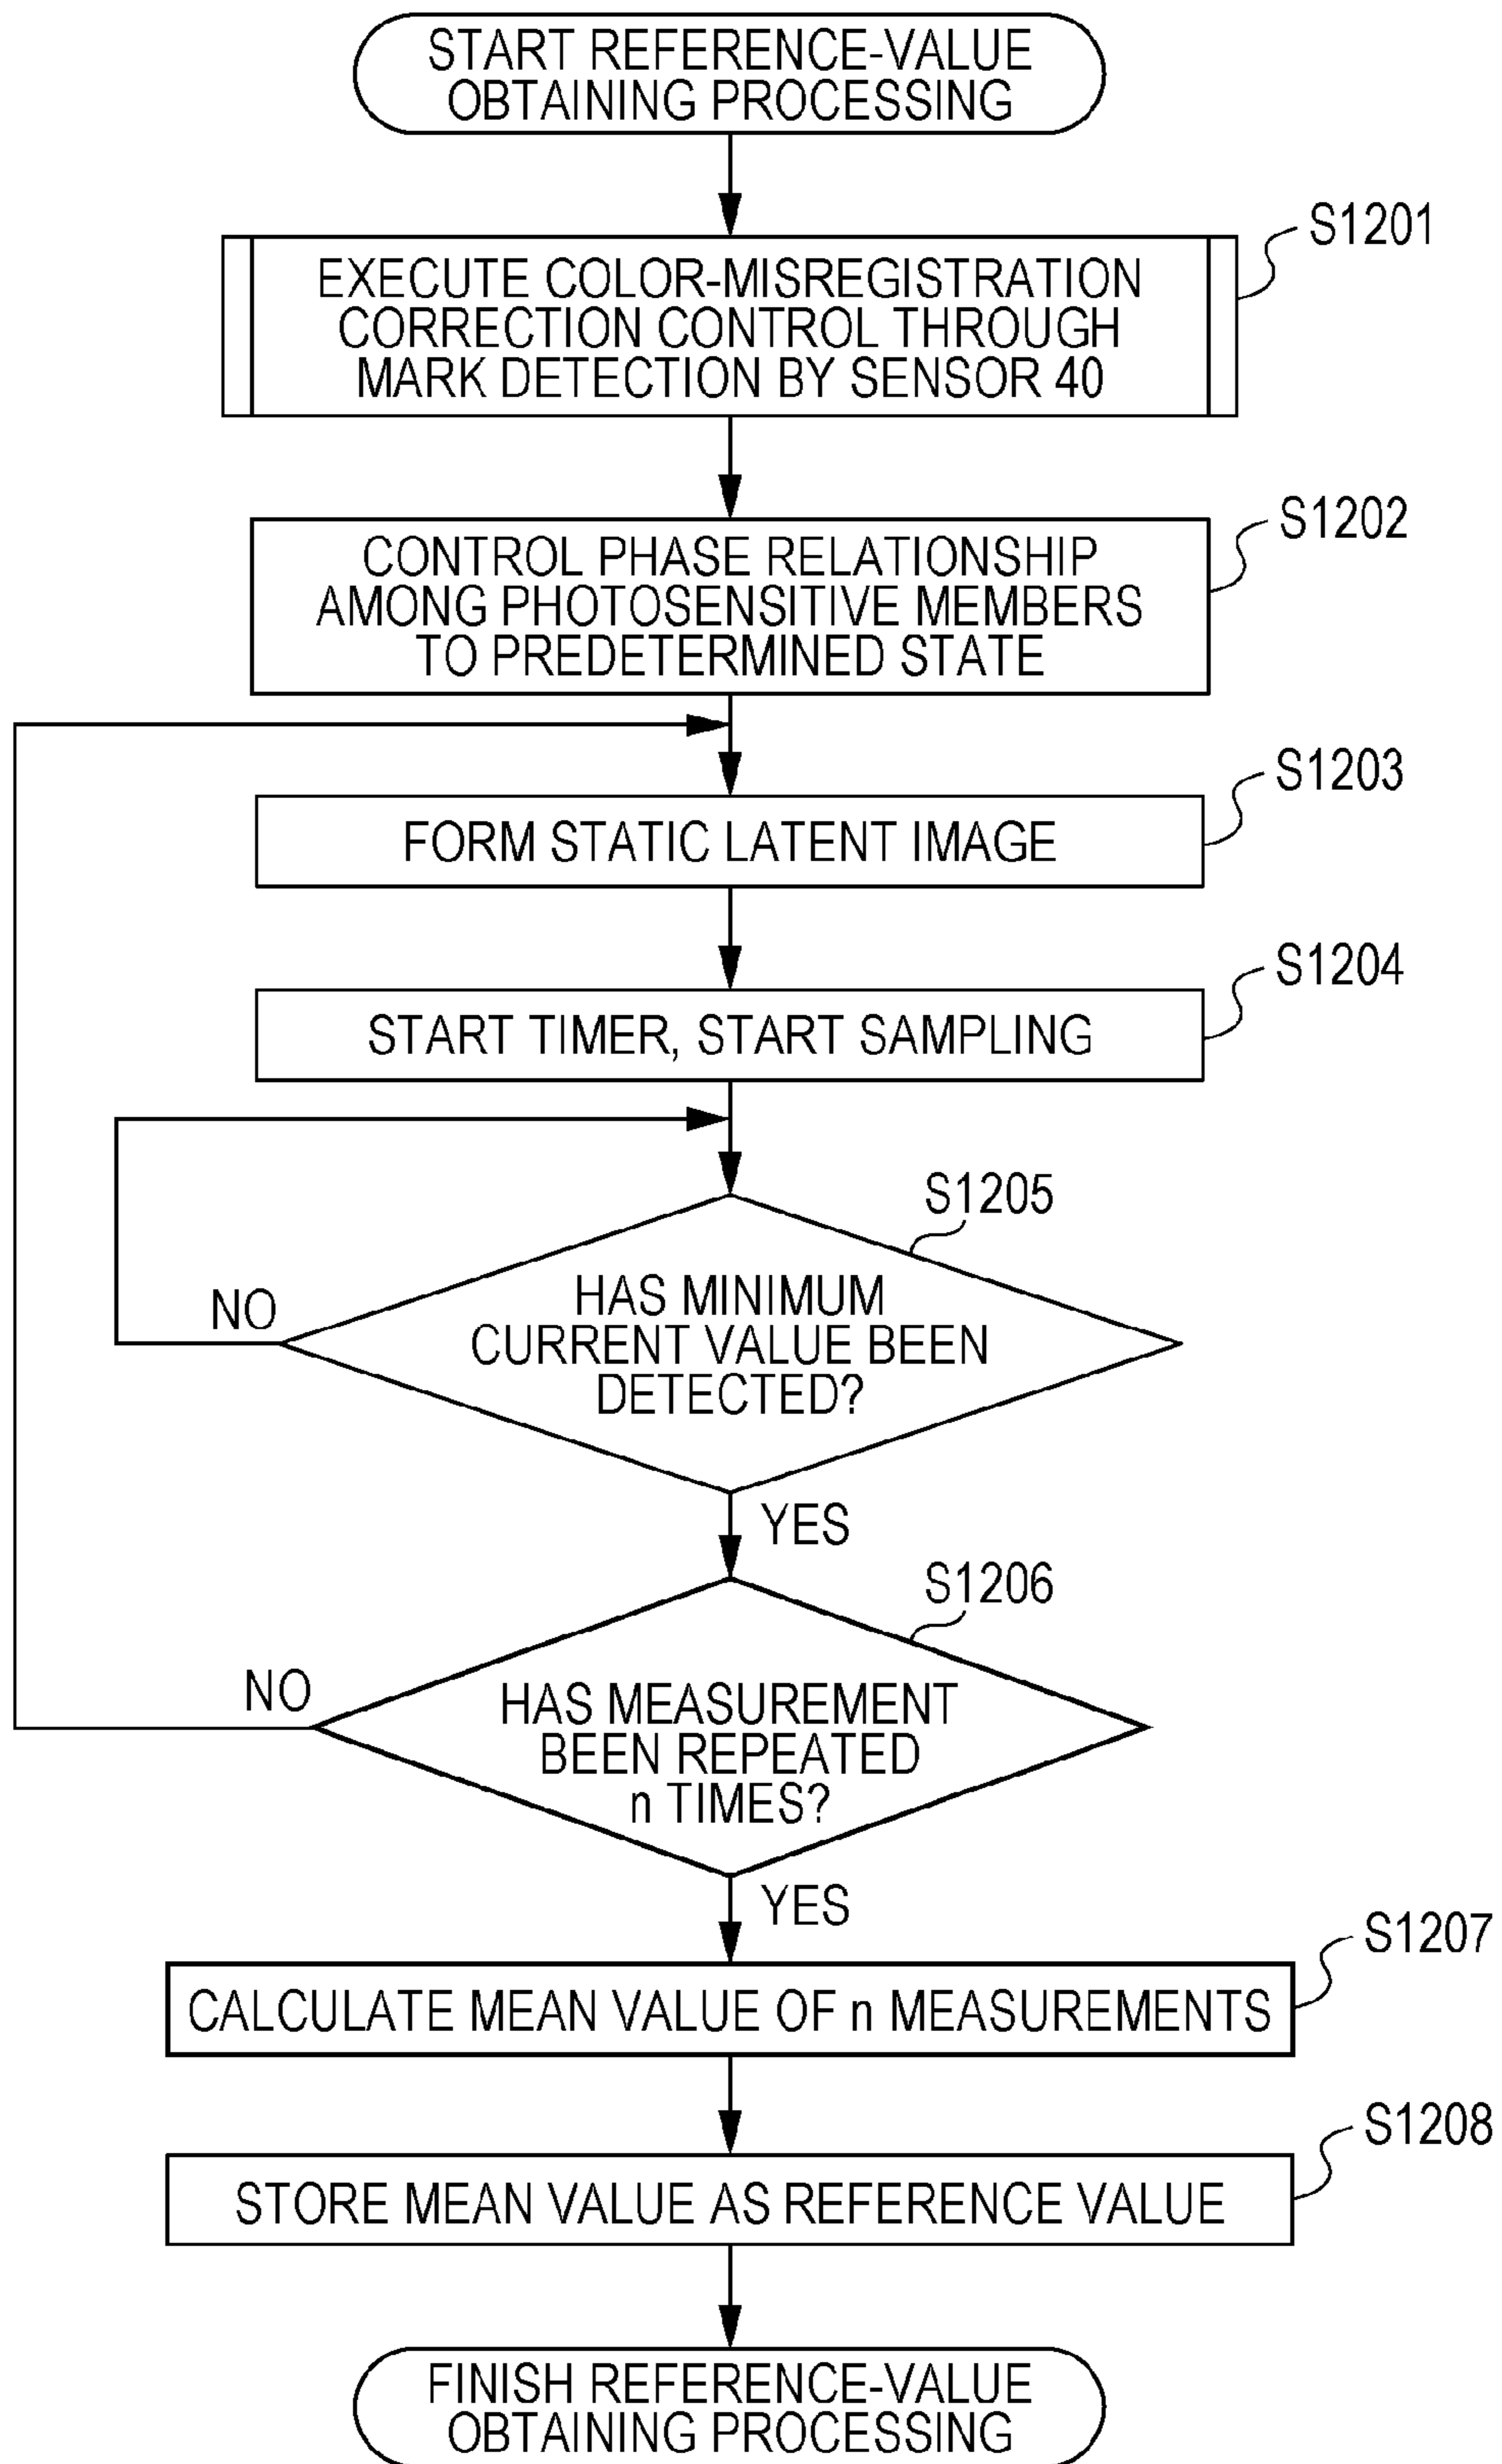 START REFERENCE-VALUE
OBTAINING PROCESSING
S1201
EXECUTE COLOR-MISREGISTRATION
CORRECTION CONTROL THROUGH
MARK DETECTION BY SENSOR 40
S1202
CONTROL PHASE RELATIONSHIP
AMONG PHOTOSENSITIVE MEMBERS
TO PREDETERMINED STATE
S1203
FORM STATIC LATENT IMAGE
S1204
START TIMER, START SAMPLING
S1205
HAS MINIMUM
CURRENT VALUE BEEN
DETECTED?
NO
YES
S1206
HAS MEASUREMENT
BEEN REPEATED
n TIMES?
NO
YES
S1207
CALCULATE MEAN VALUE OF n MEASUREMENTS
S1208
STORE MEAN VALUE AS REFERENCE VALUE
FINISH REFERENCE-VALUE
OBTAINING PROCESSING